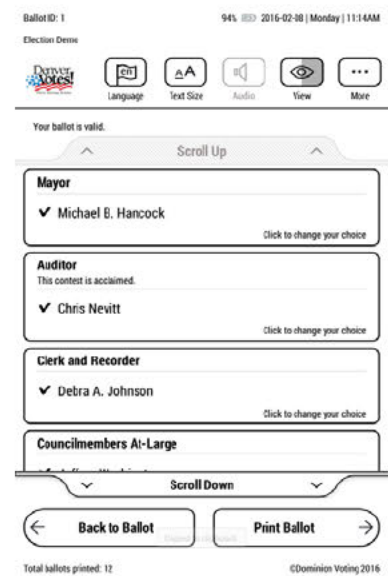 Ballot ID: 1
94% 2016-02-08 | Monday | 11:14AM
Election Demo
Denver Votes!
en
Language
AA
Text Size
Audio
View
More
Your ballot is valid.
Scroll Up
Mayor
Michael B. Hancock
Click to change your choice
Auditor
This contest is acclaimed.
Chris Nevitt
Click to change your choice
Clerk and Recorder
Debra A. Johnson
Click to change your choice
Councilmembers At-Large
Scroll Down
Back to Ballot
Print Ballot
Total ballots printed: 12
©Dominion Voting 2016